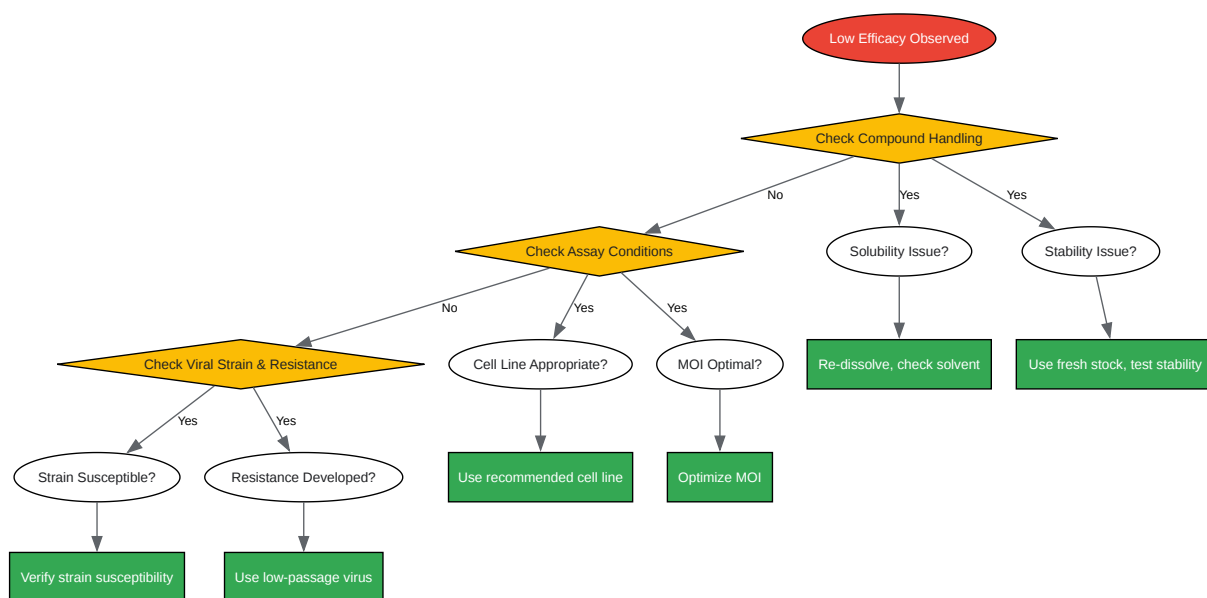 Low Efficacy Observed
Check Compound Handling
No
Yes
Yes
Check Assay Conditions
Solubility Issue?
Stability Issue?
No
Yes
Yes
Check Viral Strain & Resistance
Cell Line Appropriate?
MOI Optimal?
Re-dissolve, check solvent
Use fresh stock, test stability
Yes
Yes
Strain Susceptible?
Resistance Developed?
Use recommended cell line
Optimize MOI
Verify strain susceptibility
Use low-passage virus